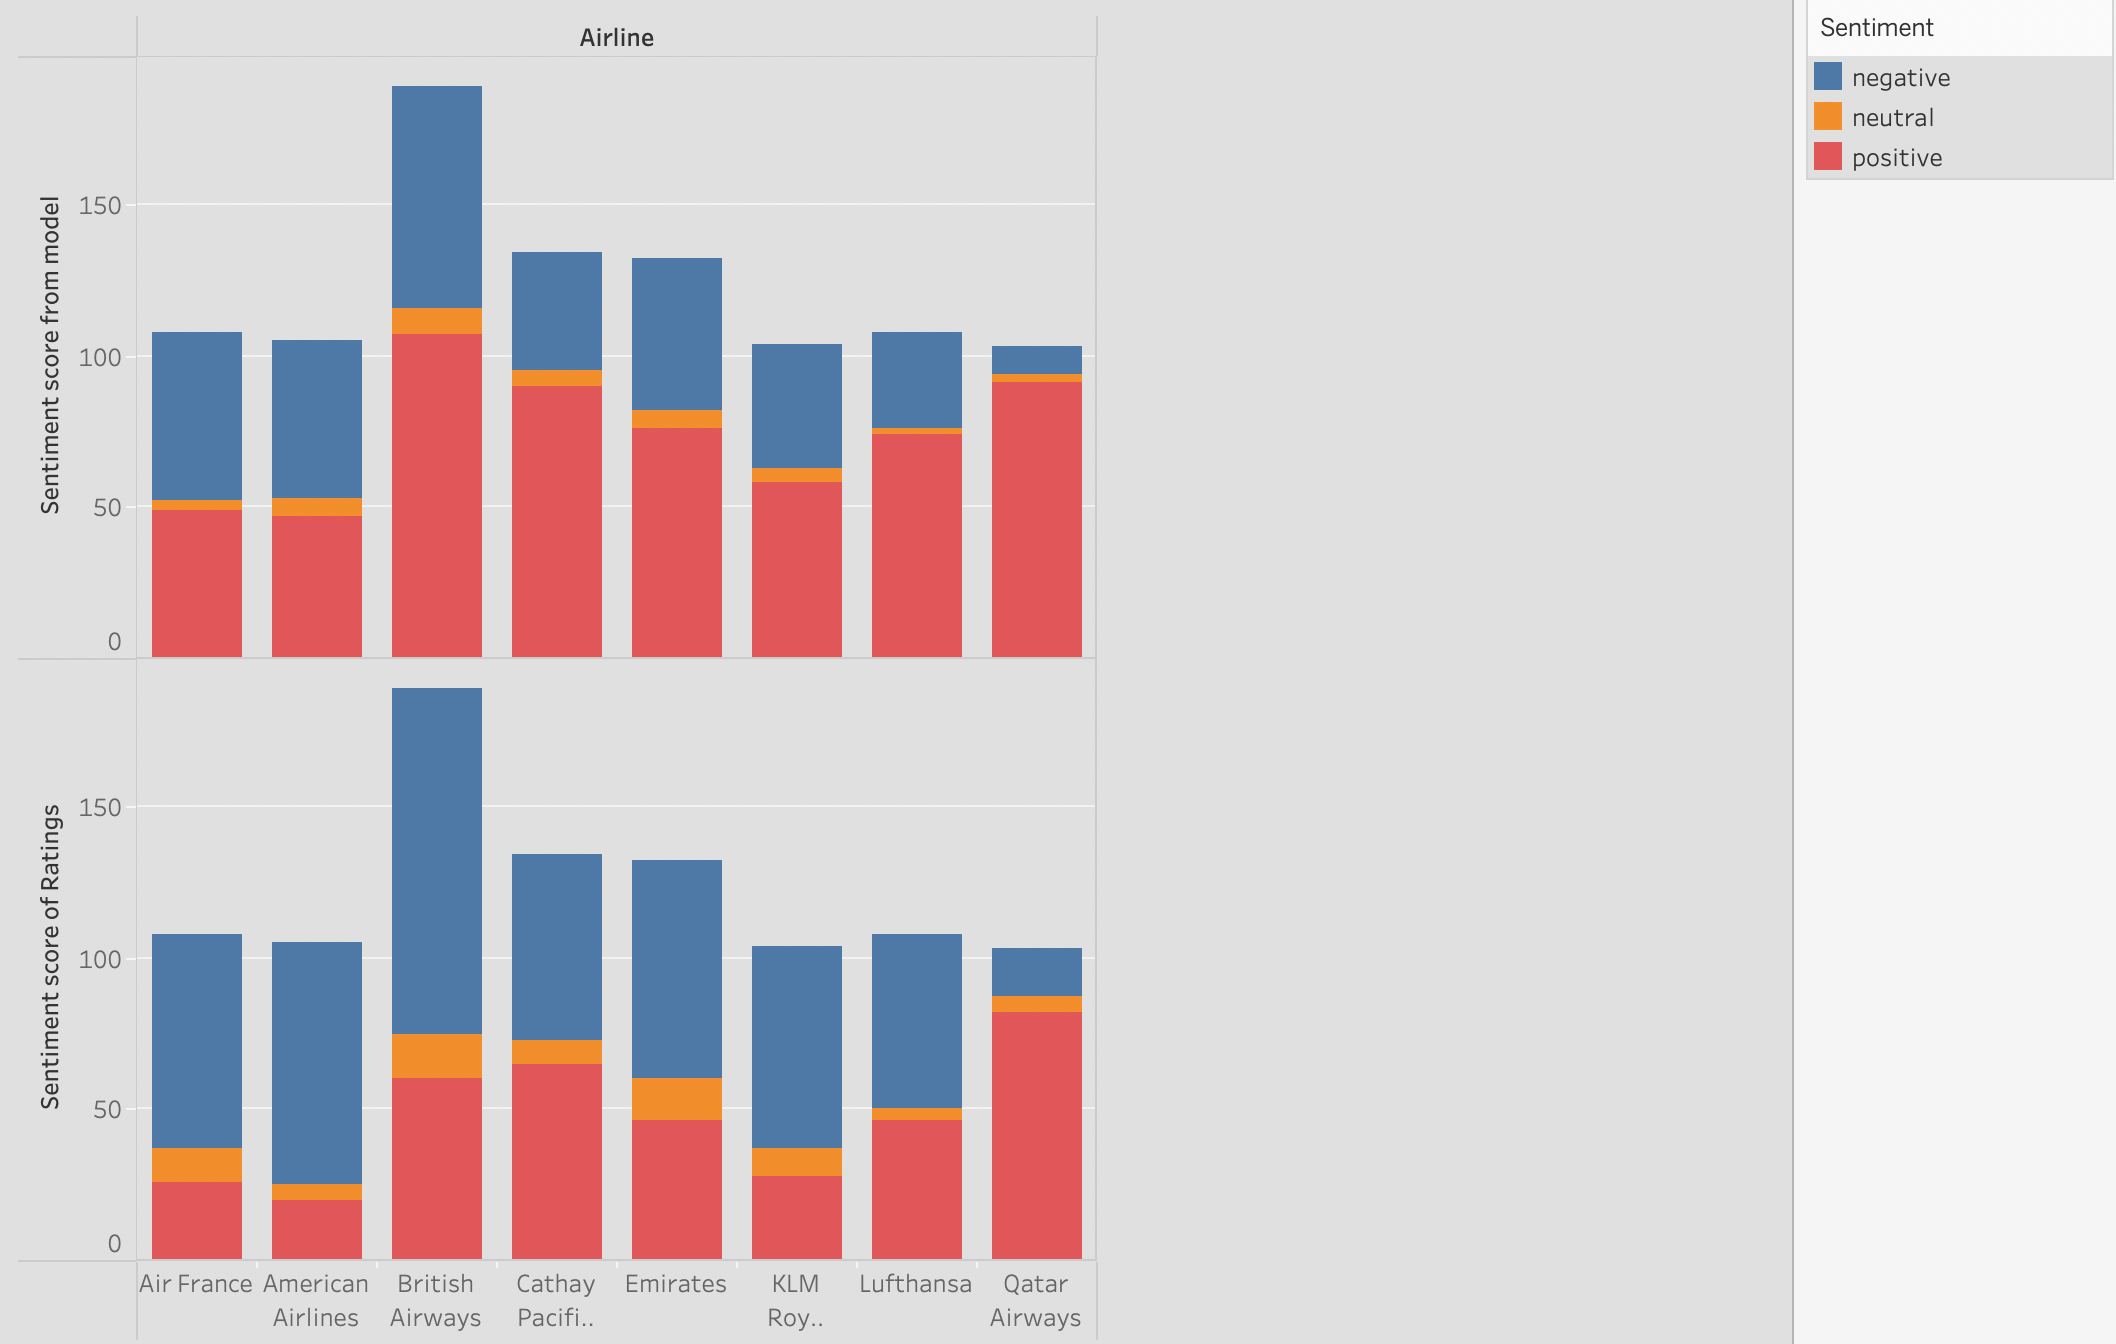 Airline
Sentiment
negative
neutral
positive
Sentiment score from model
150
100
50
0
Sentiment score of Ratings
150
100
50
0
Air France
American
Airlines
British
Airways
Cathay
Pacifi..
Emirates
KLM
Roy..
Lufthansa
Qatar
Airways